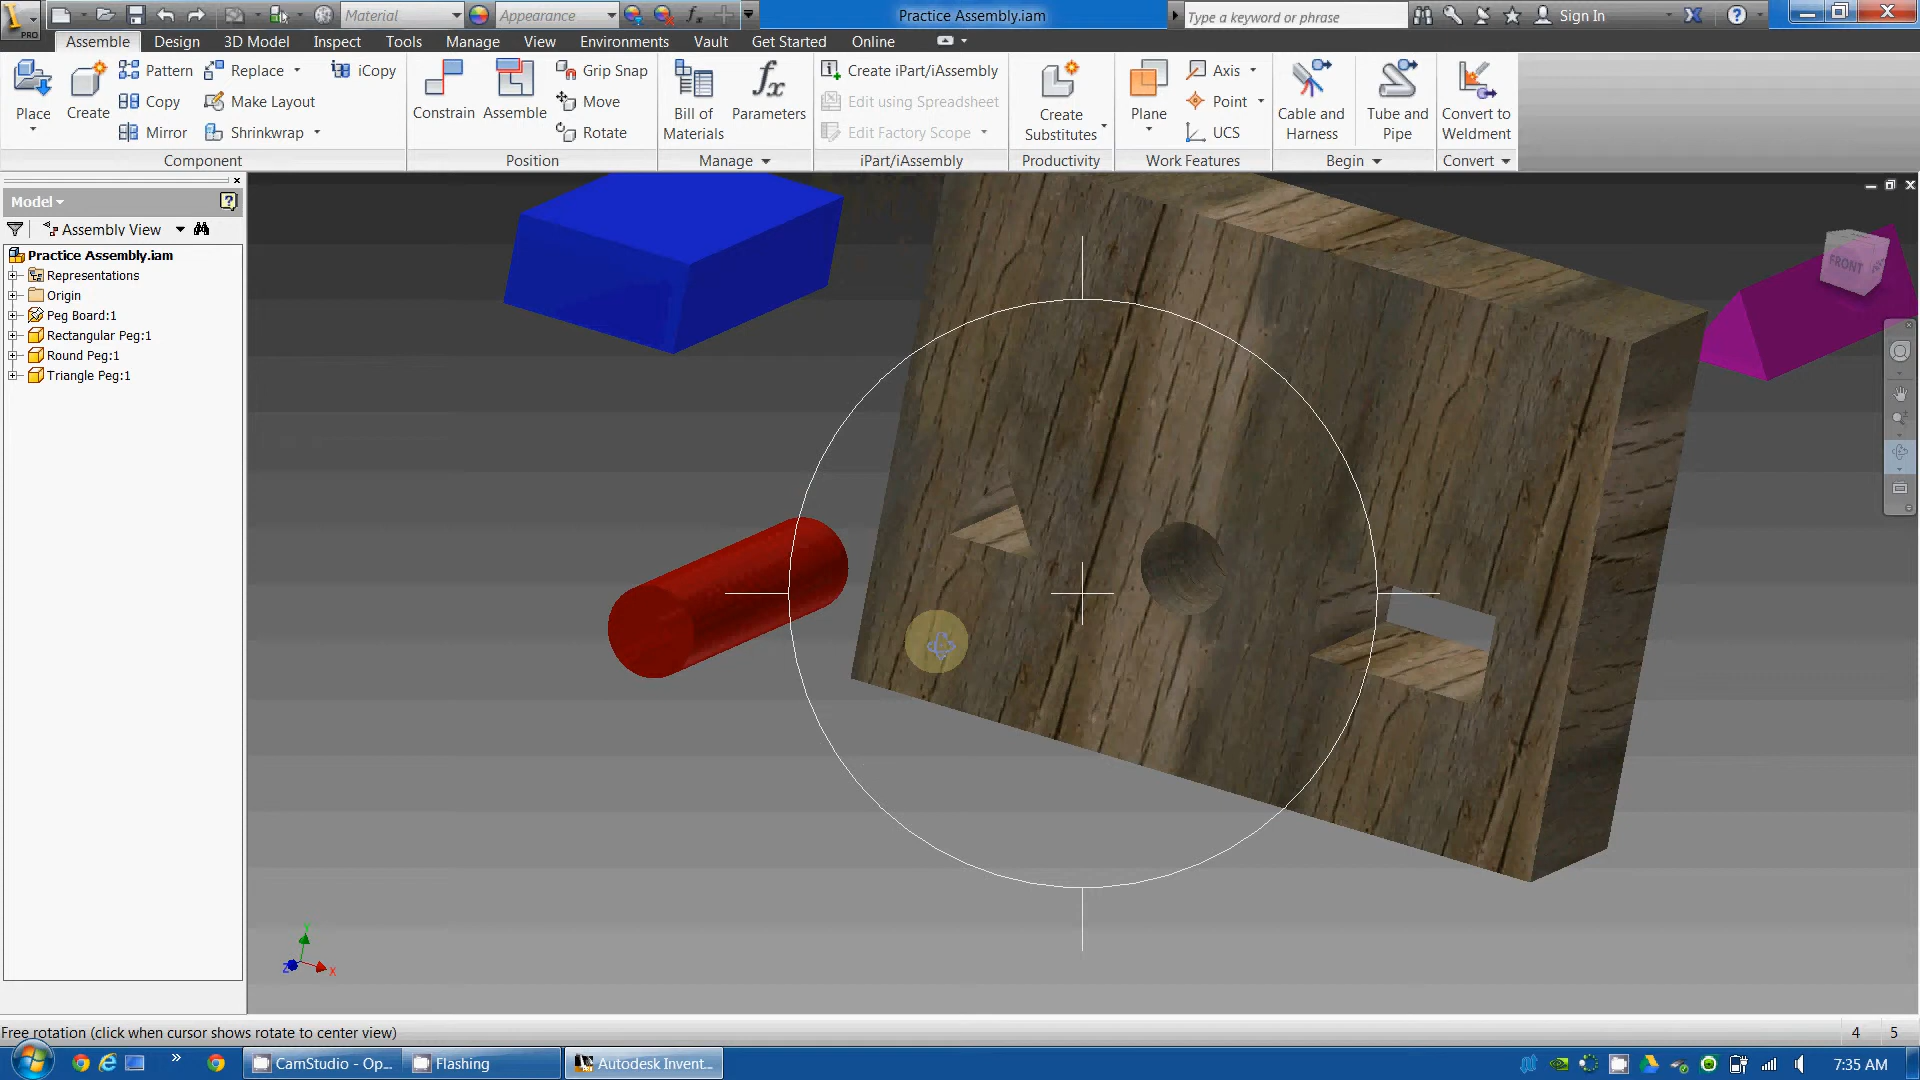 PRO
Material
Appearance
Practice Assembly.iam
Type a keyword or phrase
Sign In
Assemble Design 3D Model Inspect Tools Manage View Environments Vault Get Started Online
Place
Create
Pattern
Copy
Mirror
Replace
Make Layout
Shrinkwrap
iCopy
Component
Constrain
Assemble
Grip Snap
Move
Rotate
Position
Bill of
Materials
Parameters
Manage
Create iPart/iAssembly
Edit using Spreadsheet
Edit Factory Scope
iPart/iAssembly
Create
Substitutes
Productivity
Plane
Axis
Point
UCS
Work Features
Cable and
Harness
Tube and
Pipe
Begin
Convert to
Weldment
Convert
Model
Assembly View
Practice Assembly.iam
Representations
Origin
Peg Board:1
Rectangular Peg:1
Round Peg:1
Triangle Peg:1
FRONT
Y
Z
X
Free rotation (click when cursor shows rotate to center view)
4 5
CamStudio - Op...
Flashing
Autodesk Invent...
7:35 AM